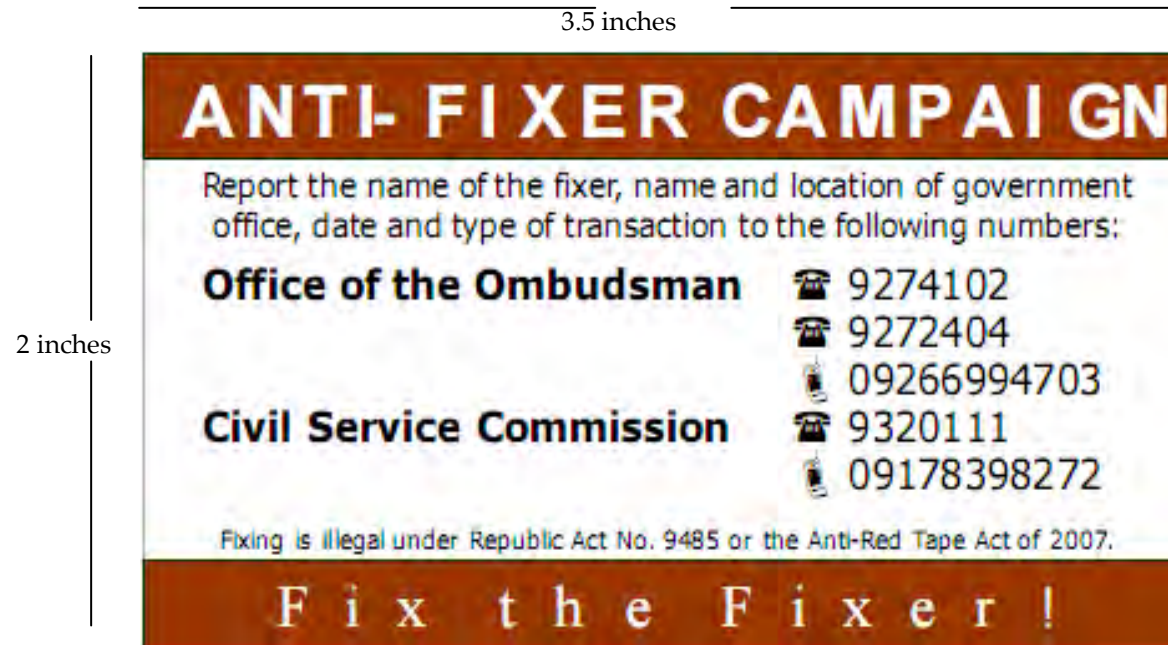 3.5 inches
ANTI-FIXER CAMPAIGN
Report the name of the fixer, name and location of government
office, date and type of transaction to the following numbers:
Office of the Ombudsman ☎ 9274102
☎ 9272404
09266994703
2 inches
Civil Service Commission ☎ 9320111
09178398272
Fixing is illegal under Republic Act No. 9485 or the Anti-Red Tape Act of 2007.
Fix the Fixer!